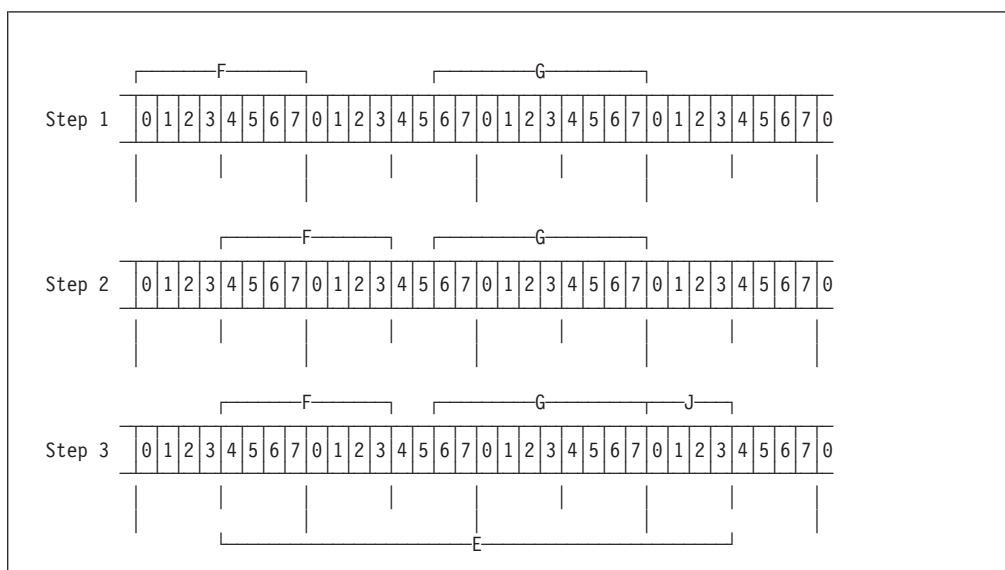 F G
Step 1 0 1 2 3 4 5 6 7 0 1 2 3 4 5 6 7 0 1 2 3 4 5 6 7 0 1 2 3 4 5 6 7 0
F G
Step 2 0 1 2 3 4 5 6 7 0 1 2 3 4 5 6 7 0 1 2 3 4 5 6 7 0 1 2 3 4 5 6 7 0
F G J
Step 3 0 1 2 3 4 5 6 7 0 1 2 3 4 5 6 7 0 1 2 3 4 5 6 7 0 1 2 3 4 5 6 7 0
E